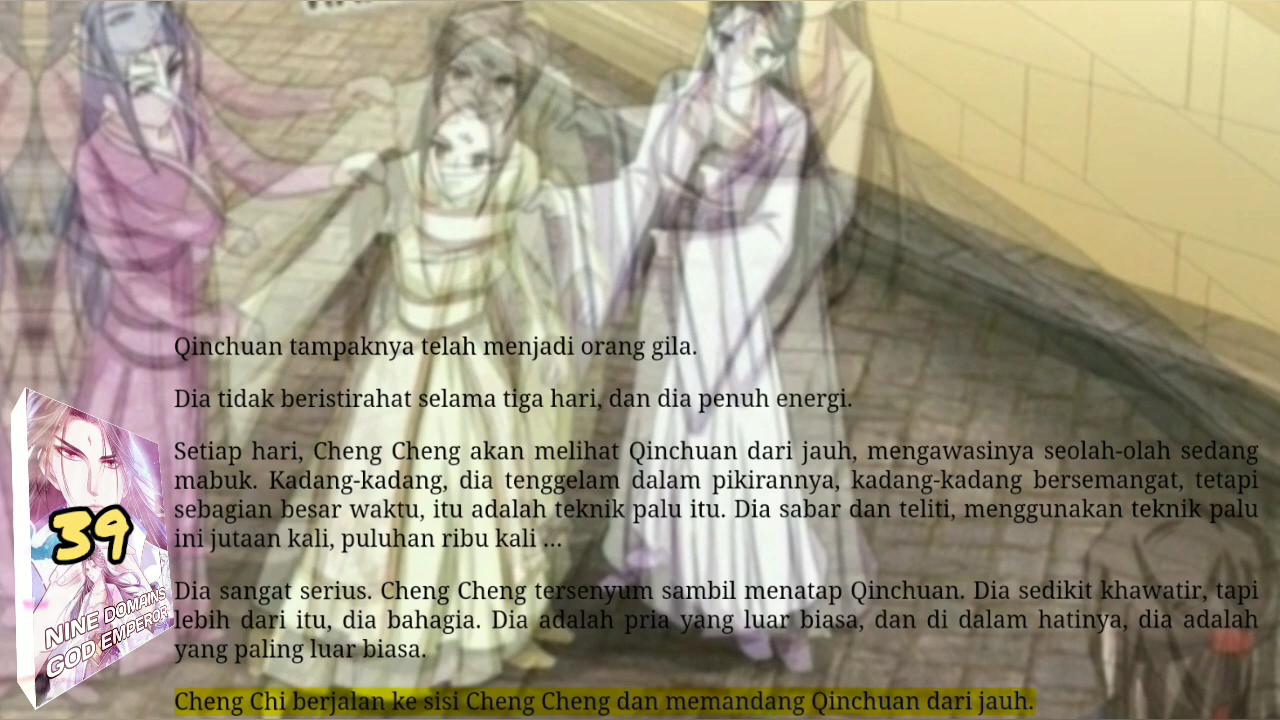 Qinchuan tampaknya telah menjadi orang gila.
Dia tidak beristirahat selama tiga hari, dan dia penuh energi.
Setiap hari, Cheng Cheng akan melihat Qinchuan dari jauh, mengawasinya seolah-olah sedang
mabuk. Kadang-kadang, dia tenggelam dalam pikirannya, kadang-kadang bersemangat, tetapi
sebagian besar waktu, itu adalah teknik palu itu. Dia sabar dan teliti, menggunakan teknik palu
ini jutaan kali, puluhan ribu kali ...
Dia sangat serius. Cheng Cheng tersenyum sambil menatap Qinchuan. Dia sedikit khawatir, tapi
lebih dari itu, dia bahagia. Dia adalah pria yang luar biasa, dan di dalam hatinya, dia adalah
yang paling luar biasa.
Cheng Chi berjalan ke sisi Cheng Cheng dan memandang Qinchuan dari jauh.
39
NINE DOMAINS
GOD EMPEROR